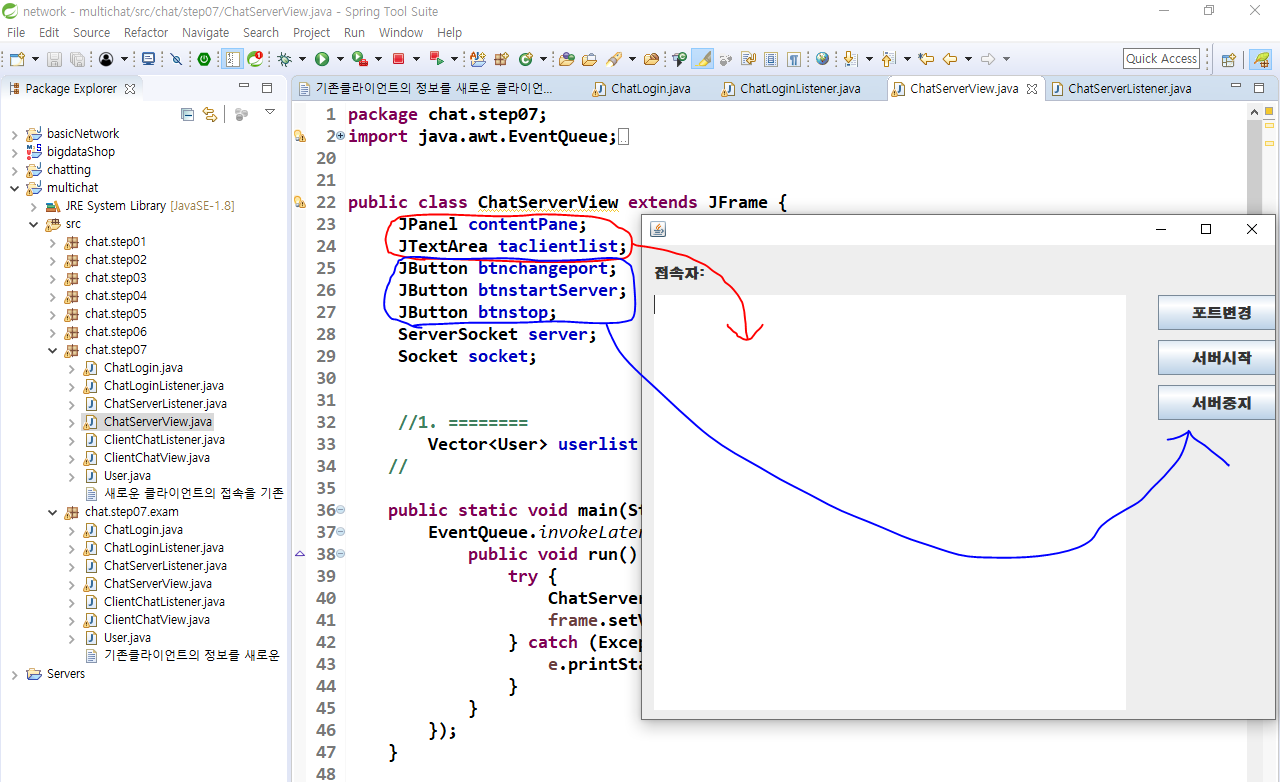 network - multichat/src/chat/step07/ChatServerView.java - Spring Tool Suite
File Edit Source Refactor Navigate Search Project Run Window Help
Quick Access
Package Explorer
기존클라이언트의 정보를 새로운 클라이언...
ChatLogin.java
ChatLoginListener.java
ChatServerView.java
ChatServerListener.java
basicNetwork
bigdataShop
chatting
multichat
JRE System Library [JavaSE-1.8]
src
chat.step01
chat.step02
chat.step03
chat.step04
chat.step05
chat.step06
chat.step07
ChatLogin.java
ChatLoginListener.java
ChatServerListener.java
ChatServerView.java
ClientChatListener.java
ClientChatView.java
User.java
새로운 클라이언트의 접속을 기존
chat.step07.exam
ChatLogin.java
ChatLoginListener.java
ChatServerListener.java
ChatServerView.java
ClientChatListener.java
ClientChatView.java
User.java
기존클라이언트의 정보를 새로운
Servers
1 package chat.step07;
2 import java.awt.EventQueue;
20
21
22 public class ChatServerView extends JFrame {
23 JPanel contentPane;
24 JTextArea taclientlist;
25 JButton btnchangeport;
26 JButton btnstartServer;
27 JButton btnstop;
28 ServerSocket server;
29 Socket socket;
30
31
32 //1. ========
33 Vector<User> userlist
34 //
35
36 public static void main(St
37 EventQueue.invokeLate
38 public void run()
39 try {
40 ChatServer
41 frame.setV
42 } catch (Excep
43 e.printSta
44 }
45 }
46 });
47 }
48
접속자:
포트변경
서버시작
서버중지